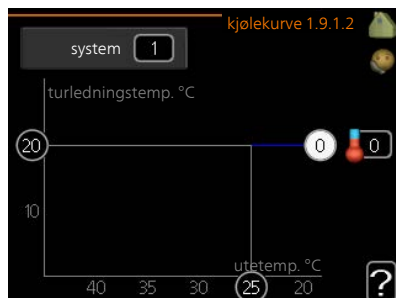 kjølekurve 1.9.1.2
system 1
turledningstemp. °C
20 0 0
10
utetemp. °C
40 35 30 25 20
?